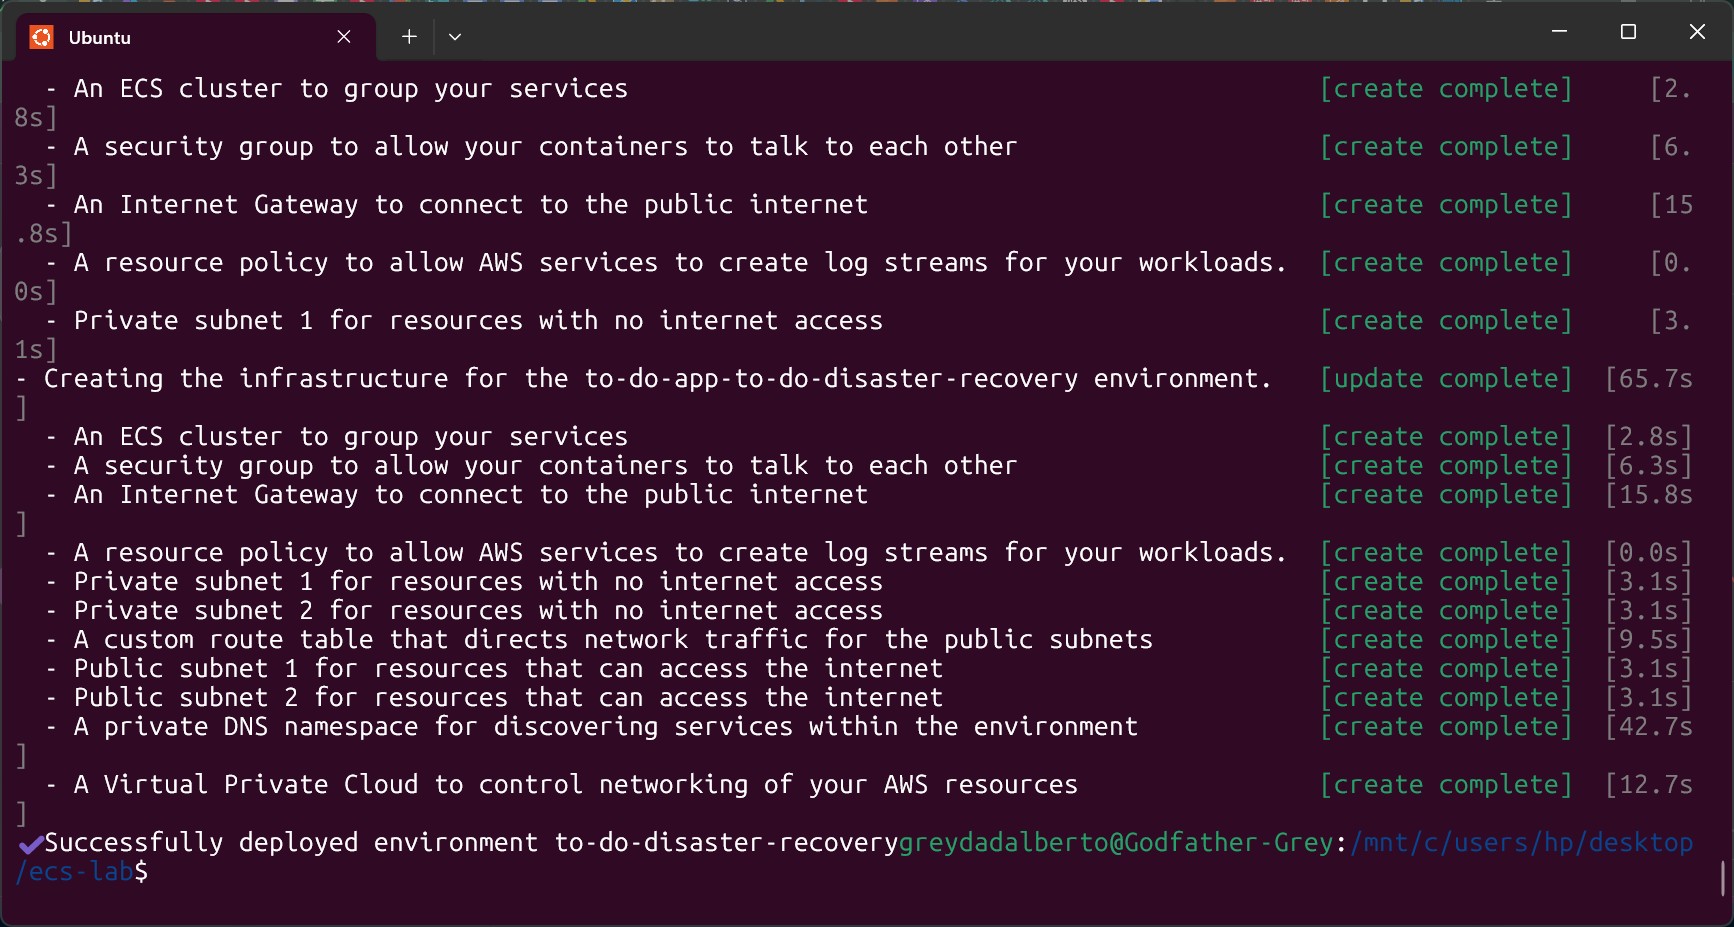 Ubuntu
- An ECS cluster to group your services [create complete] [2.
8s]
- A security group to allow your containers to talk to each other [create complete] [6.
3s]
- An Internet Gateway to connect to the public internet [create complete] [15
.8s]
- A resource policy to allow AWS services to create log streams for your workloads. [create complete] [0.
0s]
- Private subnet 1 for resources with no internet access [create complete] [3.
1s]
- Creating the infrastructure for the to-do-app-to-do-disaster-recovery environment. [update complete] [65.7s
]
- An ECS cluster to group your services [create complete] [2.8s]
- A security group to allow your containers to talk to each other [create complete] [6.3s]
- An Internet Gateway to connect to the public internet [create complete] [15.8s
]
- A resource policy to allow AWS services to create log streams for your workloads. [create complete] [0.0s]
- Private subnet 1 for resources with no internet access [create complete] [3.1s]
- Private subnet 2 for resources with no internet access [create complete] [3.1s]
- A custom route table that directs network traffic for the public subnets [create complete] [9.5s]
- Public subnet 1 for resources that can access the internet [create complete] [3.1s]
- Public subnet 2 for resources that can access the internet [create complete] [3.1s]
- A private DNS namespace for discovering services within the environment [create complete] [42.7s
]
- A Virtual Private Cloud to control networking of your AWS resources [create complete] [12.7s
]
✔Successfully deployed environment to-do-disaster-recoverygreydadalberto@Godfather-Grey:/mnt/c/users/hp/desktop
/ecs-lab$